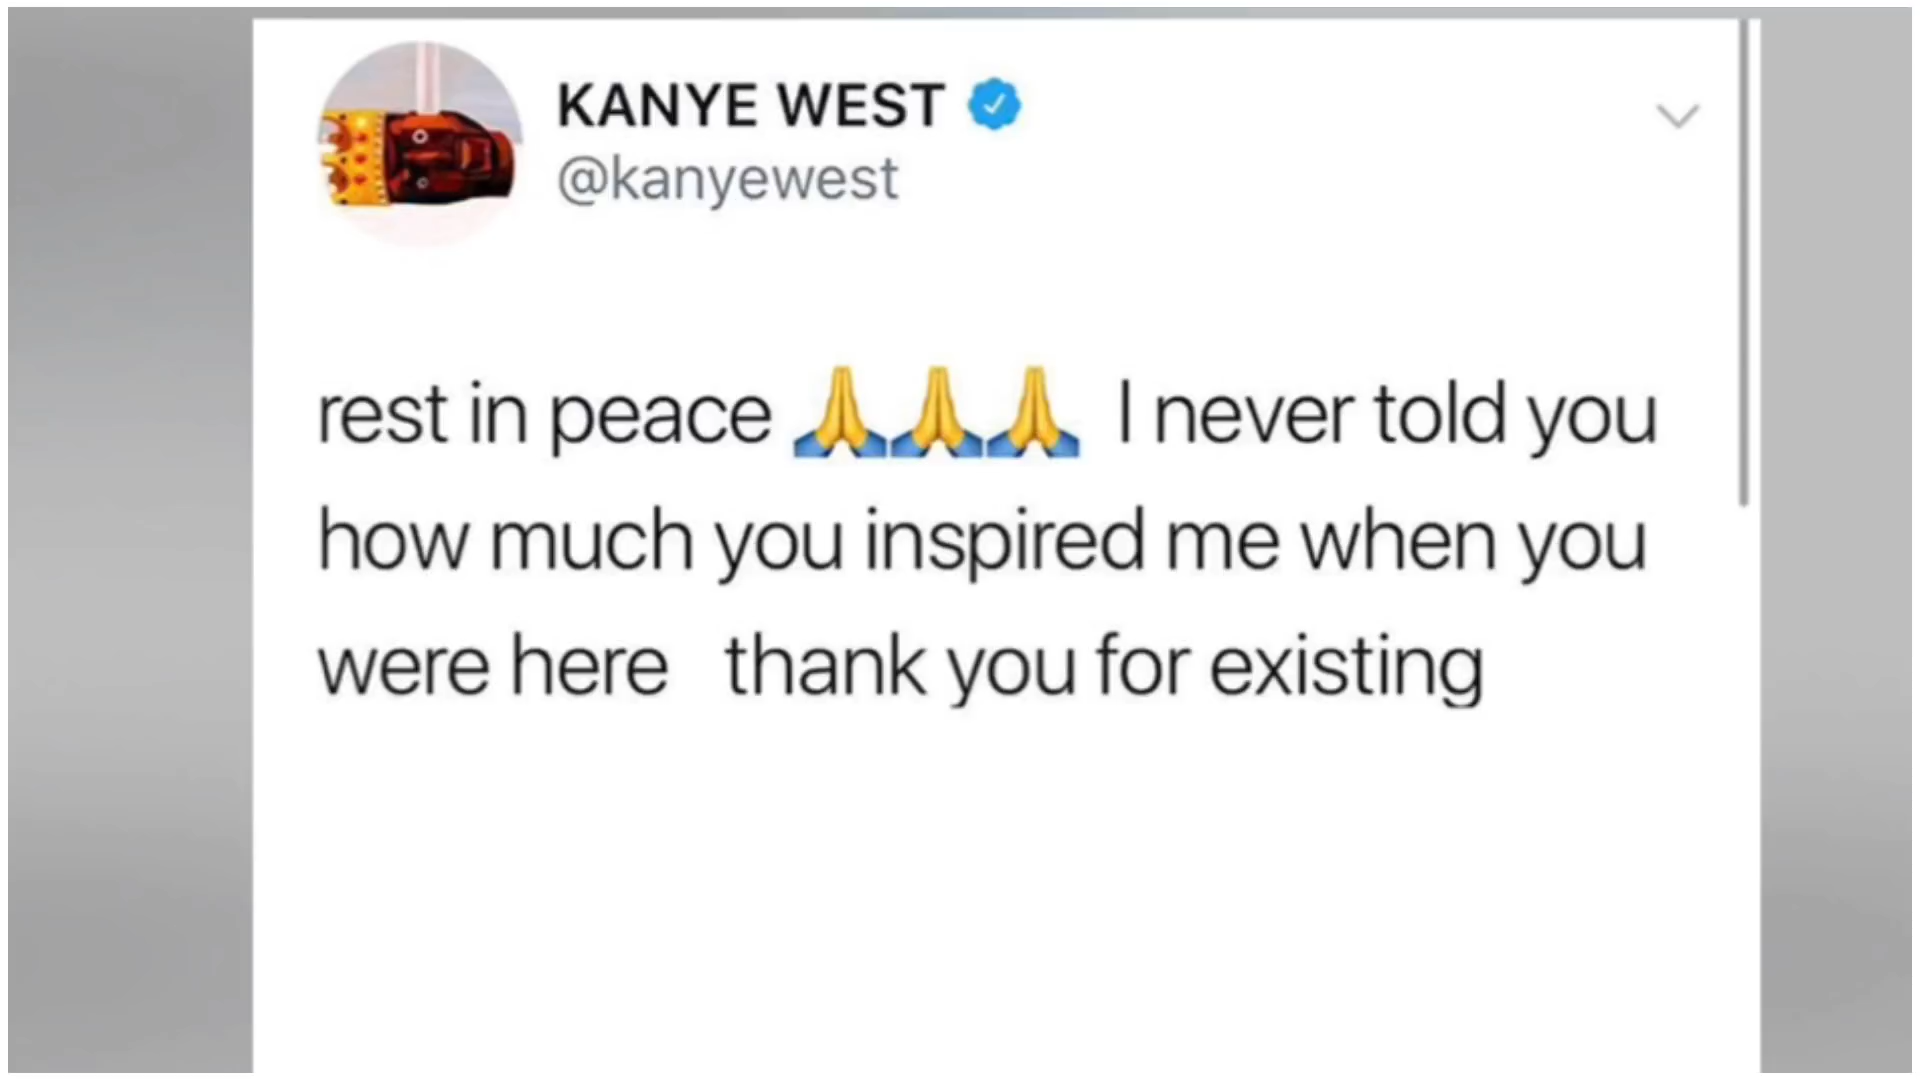 KANYE WEST
@kanyewest
rest in peace 🙏🙏🙏 I never told you
how much you inspired me when you
were here thank you for existing